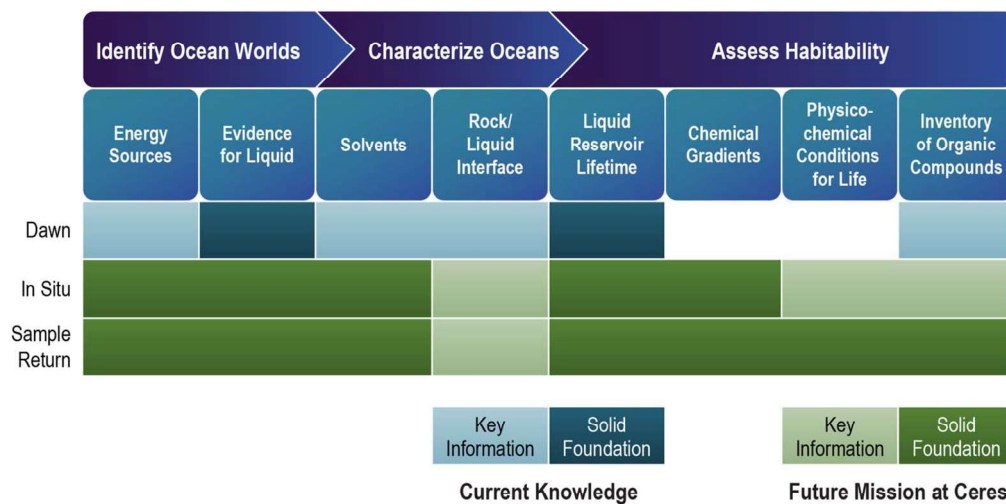 Identify Ocean Worlds
Characterize Oceans
Assess Habitability
Energy
Sources
Evidence
for Liquid
Solvents
Rock/
Liquid
Interface
Liquid
Reservoir
Lifetime
Chemical
Gradients
Physico-
chemical
Conditions
for Life
Inventory
of Organic
Compounds
Dawn
In Situ
Sample
Return
Key
Information
Solid
Foundation
Key
Information
Solid
Foundation
Current Knowledge
Future Mission at Ceres